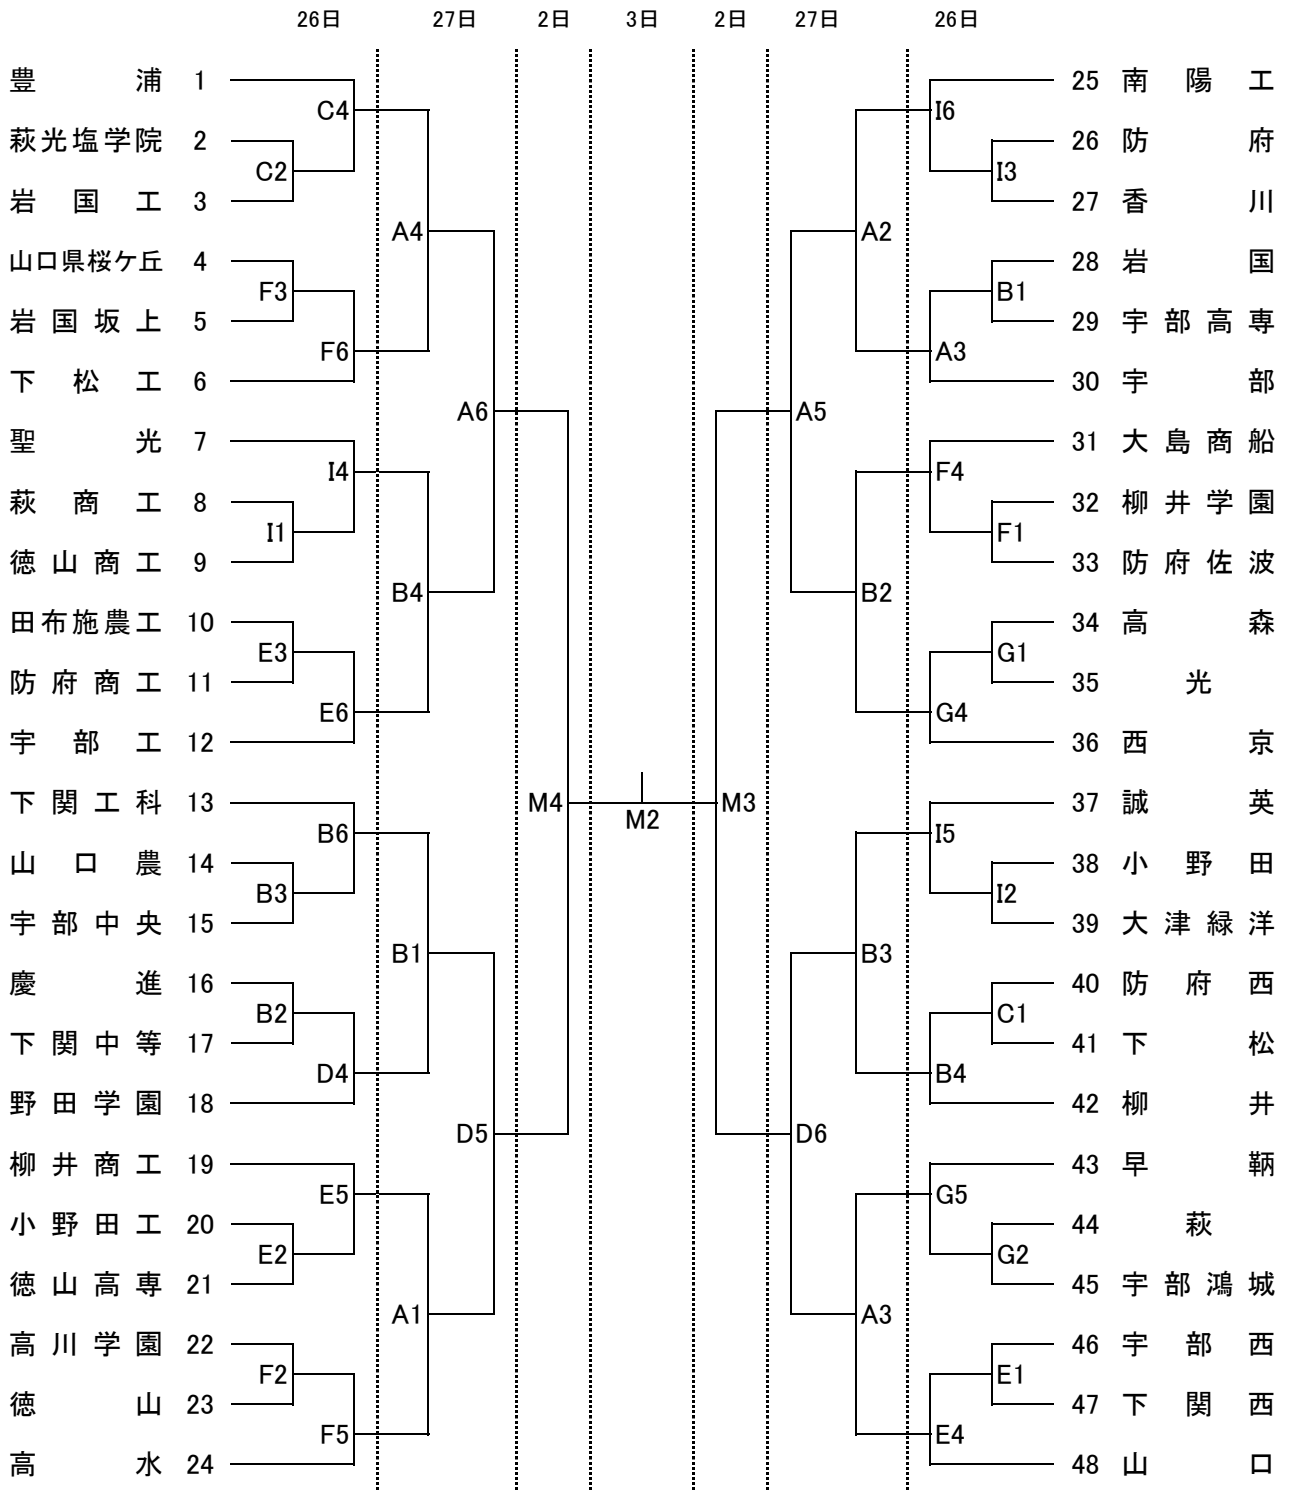 26日 27日 2日 3日 2日 27日 26日
豊浦 1
C4
萩光塩学院 2
C2
岩国工 3
A4
山口県桜ケ丘 4
F3
岩国坂上 5
F6
下松工 6
A6
聖光 7
I4
萩商工 8
I1
徳山商工 9
B4
田布施農工 10
E3
防府商工 11
E6
宇部工 12
下関工科 13
B6
山口農 14
B3
宇部中央 15
B1
慶進 16
B2
下関中等 17
D4
野田学園 18
D5
柳井商工 19
E5
小野田工 20
E2
徳山高専 21
A1
高川学園 22
F2
徳山 23
F5
高水 24
M4
M2
M3
25 南陽工
I6
26 防府
I3
27 香川
A2
28 岩国
B1
29 宇部高専
A3
30 宇部
A5
31 大島商船
F4
32 柳井学園
F1
33 防府佐波
B2
34 高森
G1
35 光
G4
36 西京
37 誠英
I5
38 小野田
I2
39 大津緑洋
B3
40 防府西
C1
41 下松
B4
42 柳井
D6
43 早鞆
G5
44 萩
G2
45 宇部鴻城
A3
46 宇部西
E1
47 下関西
E4
48 山口